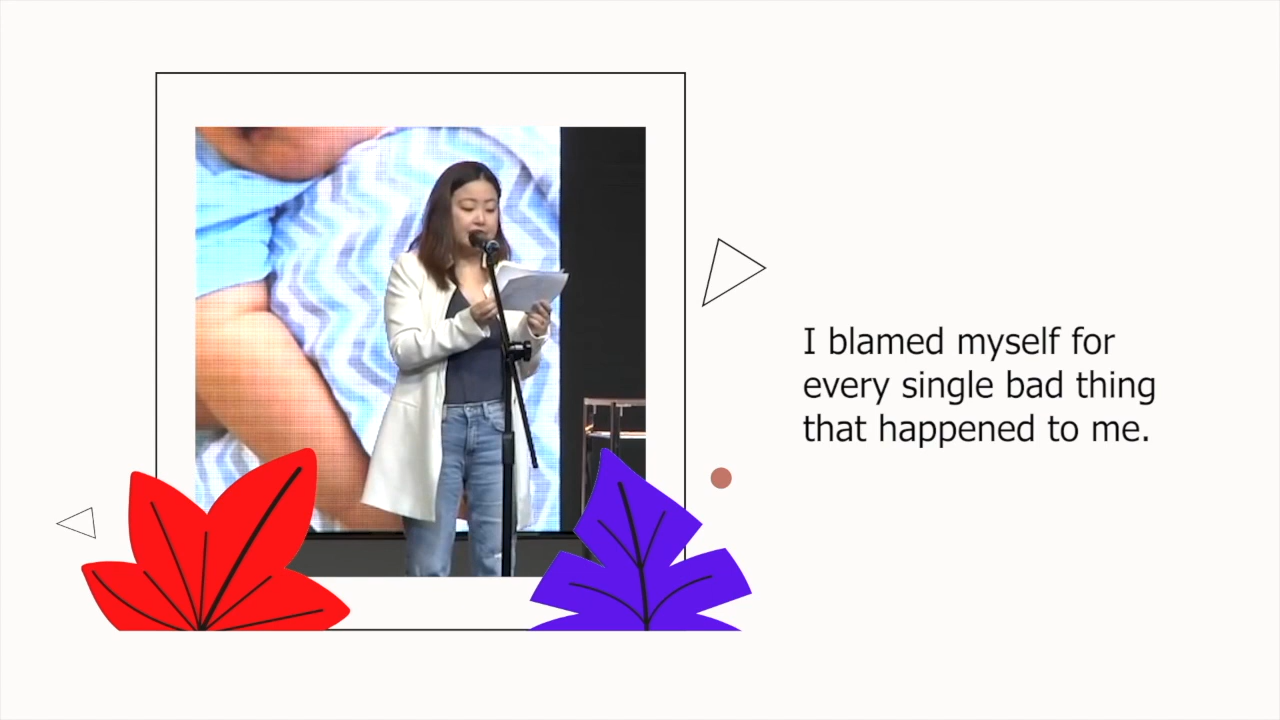 I blamed myself for
every single bad thing
that happened to me.